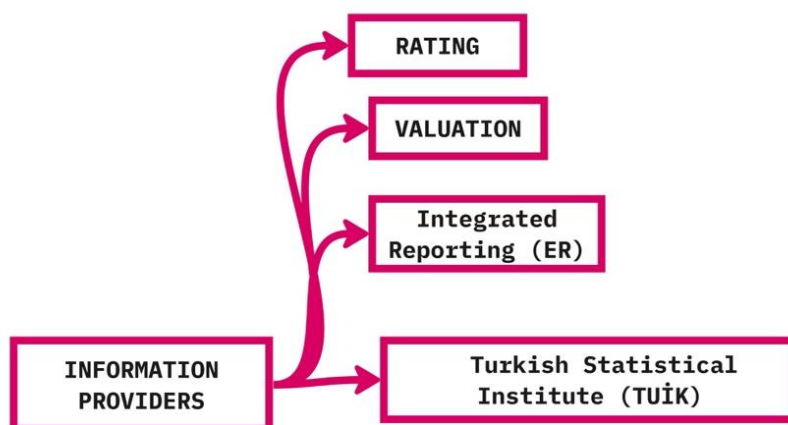 RATING
VALUATION
Integrated
Reporting (ER)
INFORMATION
PROVIDERS
Turkish Statistical
Institute (TUİK)